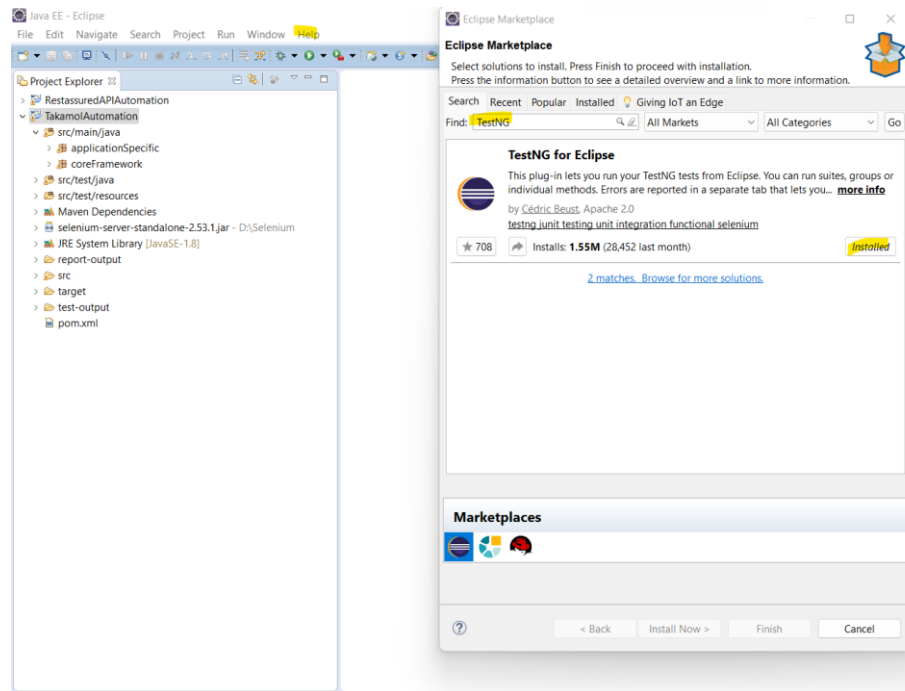 Java EE - Eclipse
File Edit Navigate Search Project Run Window Help
Project Explorer
RestassuredAPIAutomation
TakamolAutomation
src/main/java
applicationSpecific
coreFramework
src/test/java
src/test/resources
Maven Dependencies
selenium-server-standalone-2.53.1.jar - D:\Selenium
JRE System Library [JavaSE-1.8]
report-output
src
target
test-output
pom.xml
Eclipse Marketplace
Eclipse Marketplace
Select solutions to install. Press Finish to proceed with installation.
Press the information button to see a detailed overview and a link to more information.
Search Recent Popular Installed Giving IoT an Edge
Find: TestNG All Markets All Categories Go
TestNG for Eclipse
This plug-in lets you run your TestNG tests from Eclipse. You can run suites, groups or
individual methods. Errors are reported in a separate tab that lets you... more info
by Cédric Beust, Apache 2.0
testng junit testing unit integration functional selenium
708 Installs: 1.55M (28,452 last month) Installed
2 matches. Browse for more solutions.
Marketplaces
? < Back Install Now > Finish Cancel